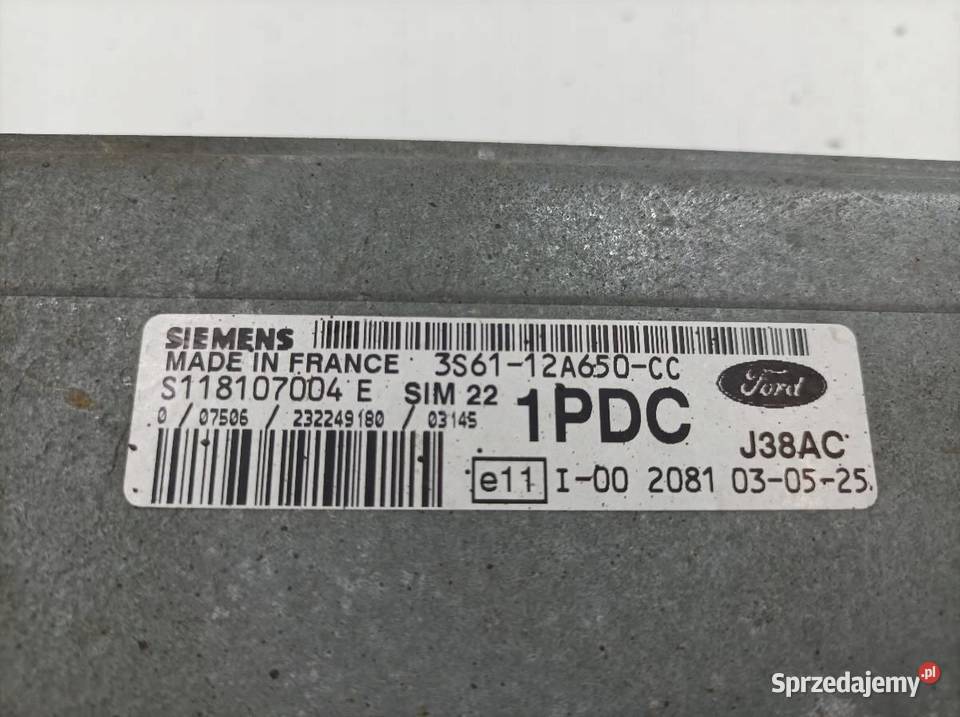 SIEMENS
MADE IN FRANCE 3S61-12A650-CC
S118107004 E SIM 22
0 / 07506 / 232249180 / 03145
1PDC
Ford
J38AC
e11 I-00 2081 03-05-25
Sprzedajemy.pl